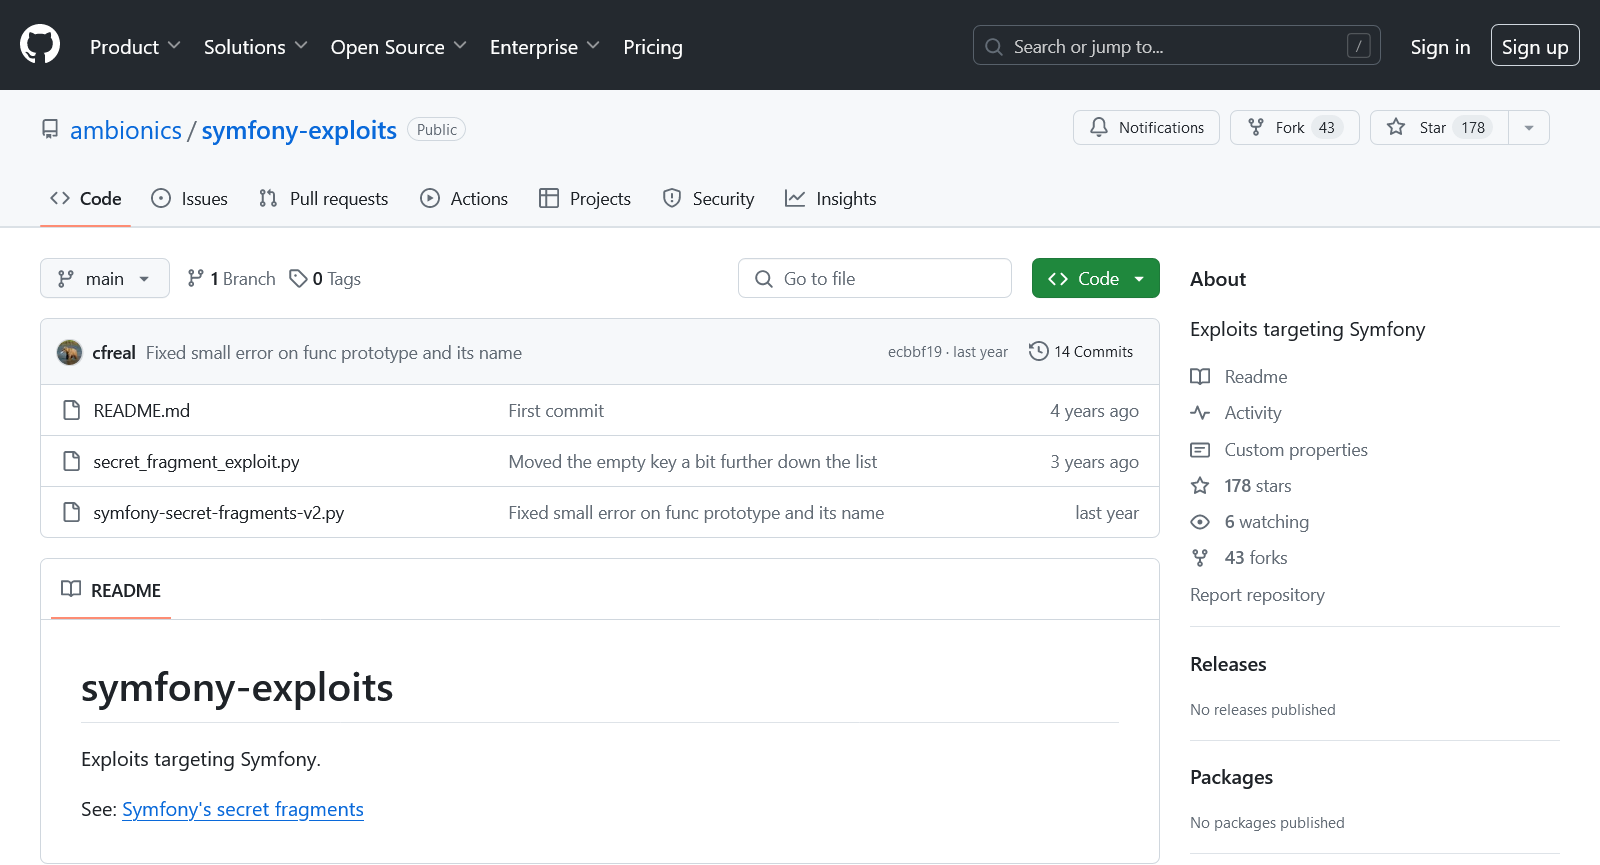 Product Solutions Open Source Enterprise Pricing Search or jump to... / Sign in Sign up
ambionics / symfony-exploits Public Notifications Fork 43 Star 178
Code Issues Pull requests Actions Projects Security Insights
main 1 Branch 0 Tags Go to file Code
cfreal Fixed small error on func prototype and its name ecbbf19 · last year 14 Commits
README.md First commit 4 years ago
secret_fragment_exploit.py Moved the empty key a bit further down the list 3 years ago
symfony-secret-fragments-v2.py Fixed small error on func prototype and its name last year
README
symfony-exploits
Exploits targeting Symfony.
See: Symfony's secret fragments
About
Exploits targeting Symfony
Readme
Activity
Custom properties
178 stars
6 watching
43 forks
Report repository
Releases
No releases published
Packages
No packages published